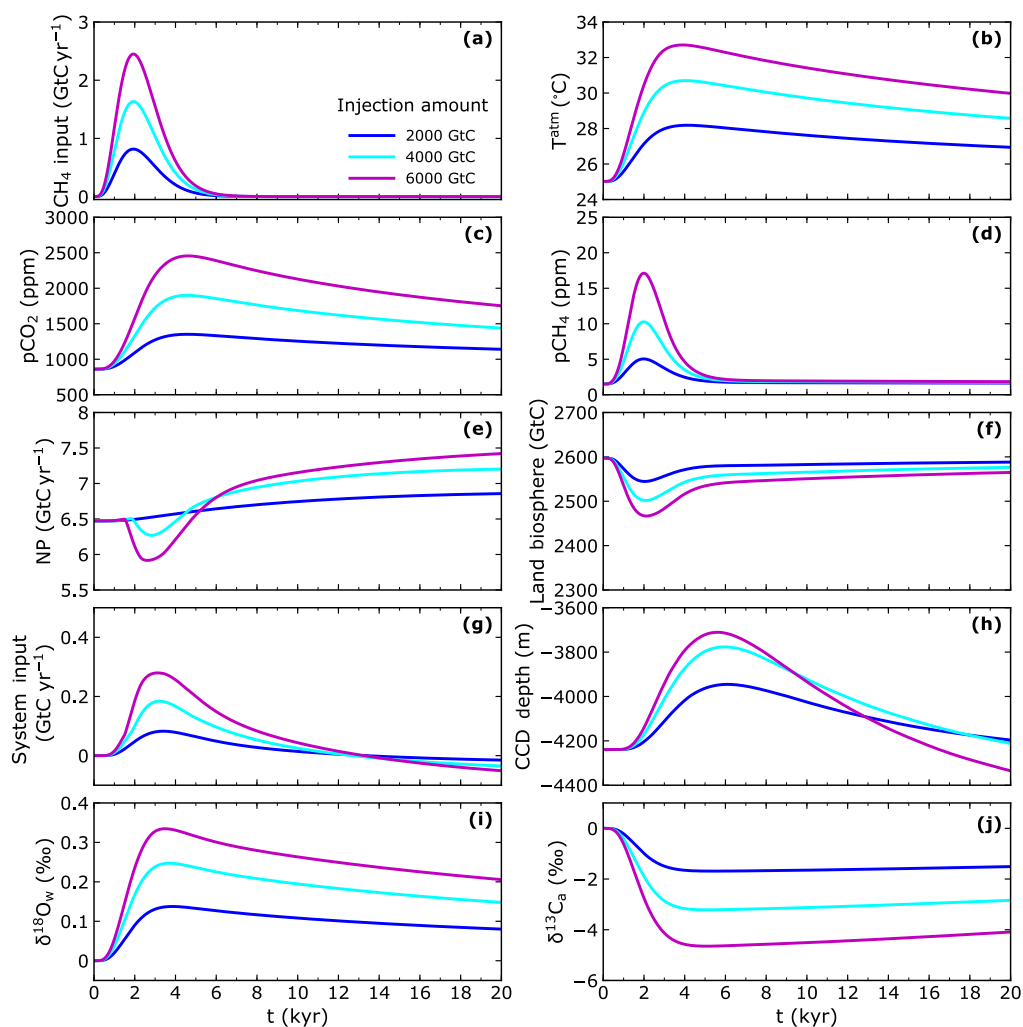 (a)
CH₄ input (GtC yr⁻¹)
3
2
1
0
Injection amount
2000 GtC
4000 GtC
6000 GtC
(b)
Tᵃᵗᵐ (°C)
34
32
30
28
26
24
(c)
pCO₂ (ppm)
3000
2500
2000
1500
1000
500
(d)
pCH₄ (ppm)
25
20
15
10
5
0
(e)
NP (GtC yr⁻¹)
8
7.5
7
6.5
6
5.5
(f)
Land biosphere (GtC)
2700
2600
2500
2400
2300
(g)
System input
(GtC yr⁻¹)
0.4
0.2
0
(h)
CCD depth (m)
−3600
−3800
−4000
−4200
−4400
(i)
δ¹⁸O_w (‰)
0.4
0.3
0.2
0.1
0
0 2 4 6 8 10 12 14 16 18 20
t (kyr)
(j)
δ¹³Cₐ (‰)
0
−2
−4
−6
0 2 4 6 8 10 12 14 16 18 20
t (kyr)